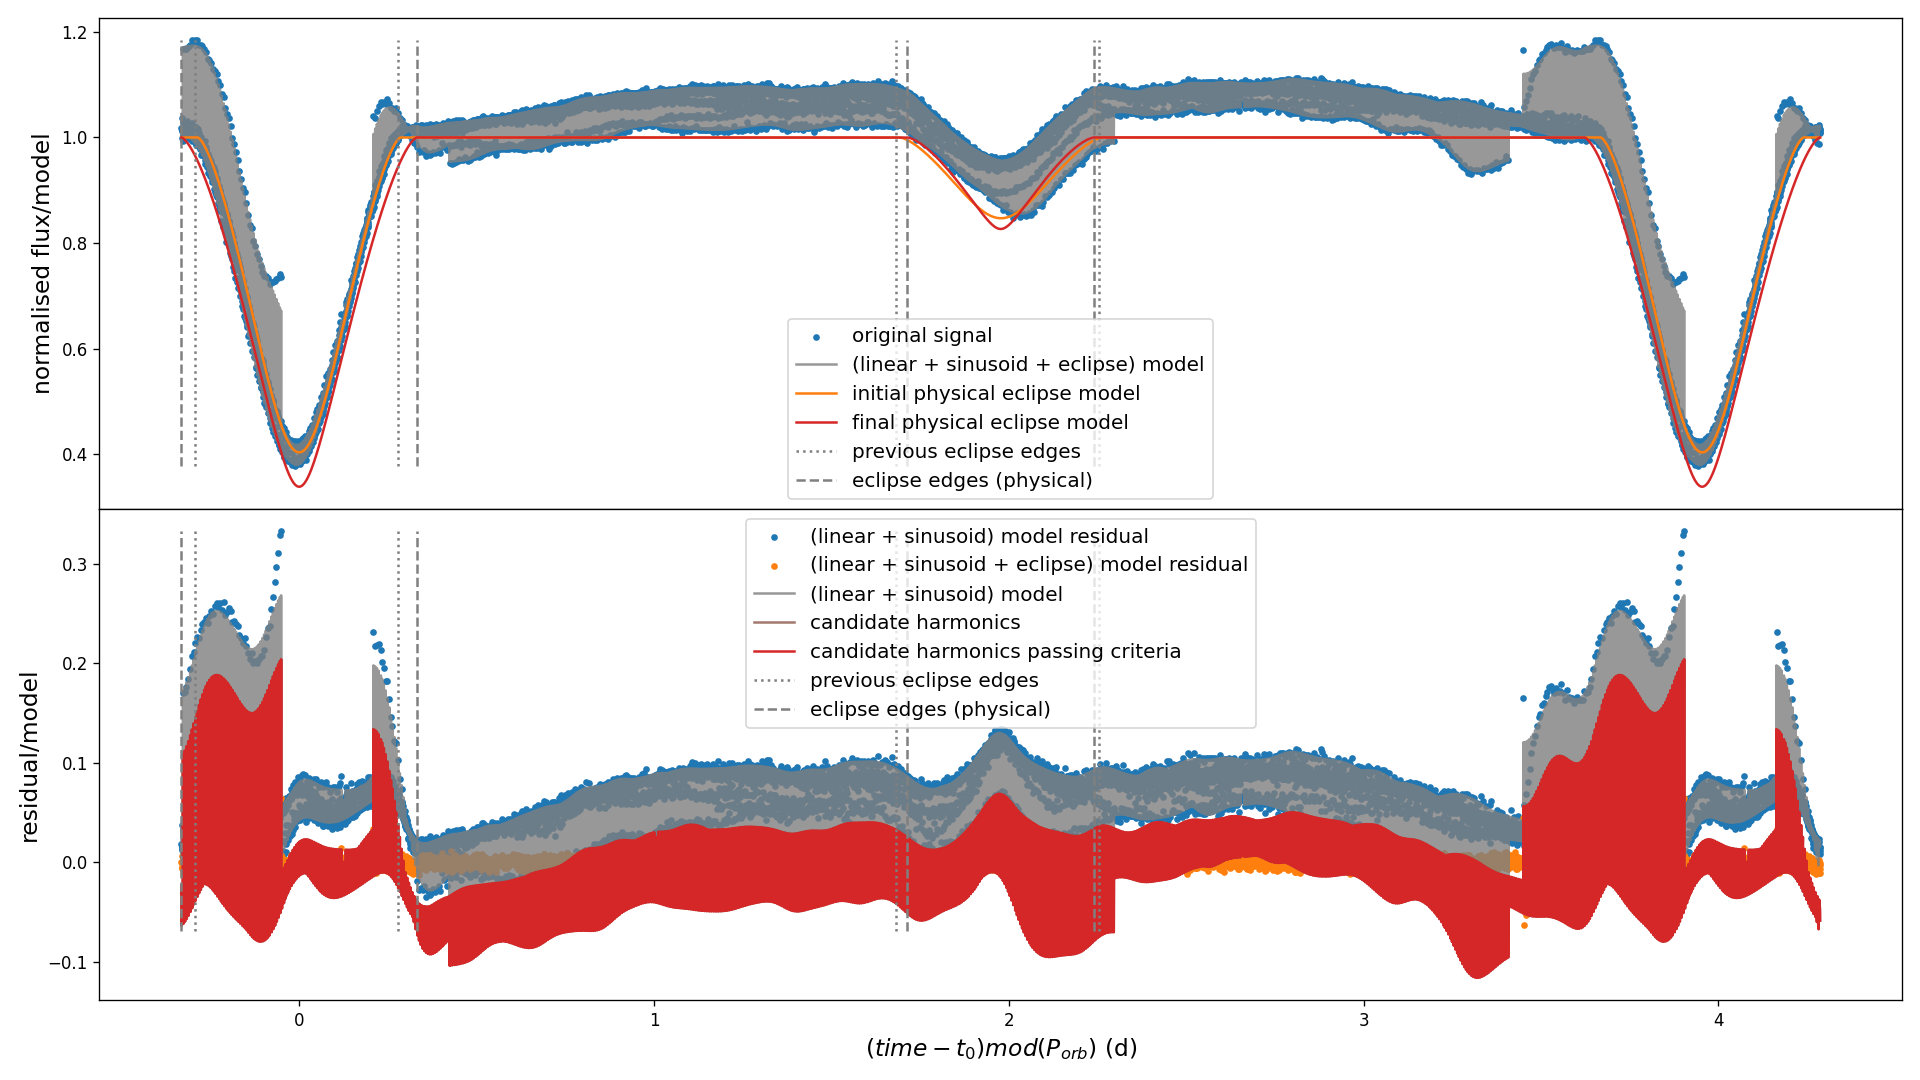 normalised flux/model
1.2
1.0
0.8
0.6
0.4
original signal
(linear + sinusoid + eclipse) model
initial physical eclipse model
final physical eclipse model
previous eclipse edges
eclipse edges (physical)
residual/model
0.3
0.2
0.1
0.0
−0.1
(linear + sinusoid) model residual
(linear + sinusoid + eclipse) model residual
(linear + sinusoid) model
candidate harmonics
candidate harmonics passing criteria
previous eclipse edges
eclipse edges (physical)
0 1 2 3 4
(time − t₀)mod(Pₒᵣᵦ) (d)